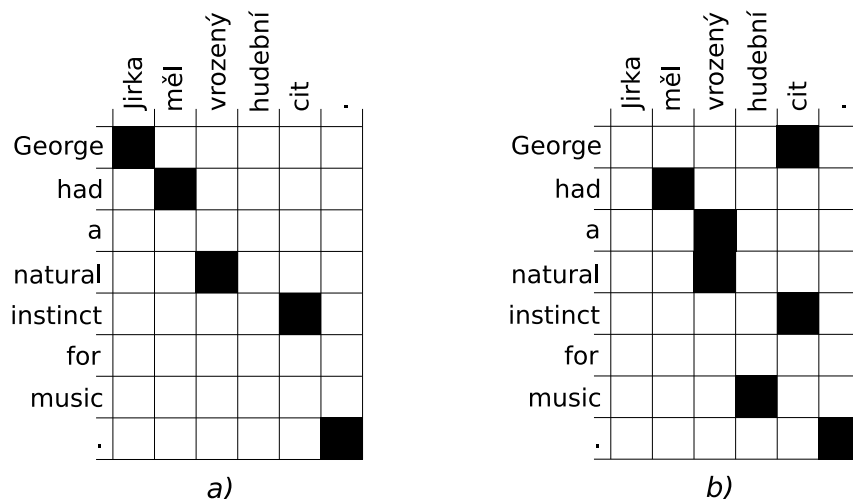 Jirka
měl
vrozený
hudební
cit
.
George
had
a
natural
instinct
for
music
.
a)
Jirka
měl
vrozený
hudební
cit
.
George
had
a
natural
instinct
for
music
.
b)